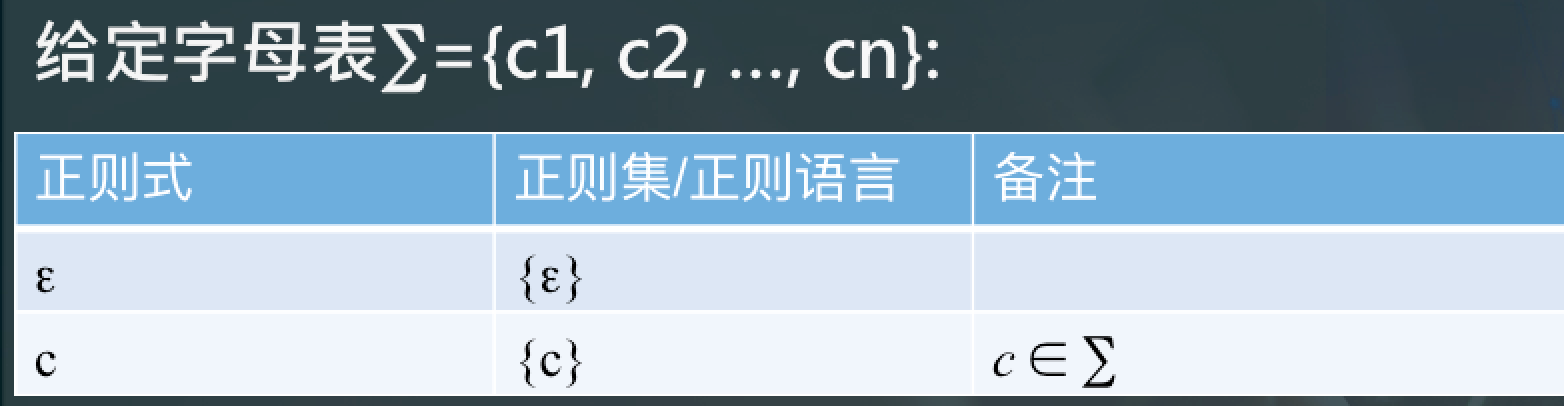 给定字母表∑={c1, c2, …, cn}:
正则式 正则集/正则语言 备注
ε {ε}
c {c} c ∈ ∑